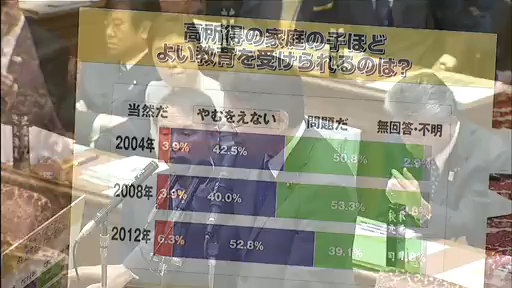 高所得の家庭の子ほど
よい教育を受けられるのは?
当然だ やむをえない 問題だ 無回答・不明
2004年 3.9% 42.5% 50.8% 2.9%
2008年 3.9% 40.0% 53.3%
2012年 6.3% 52.8% 39.1%